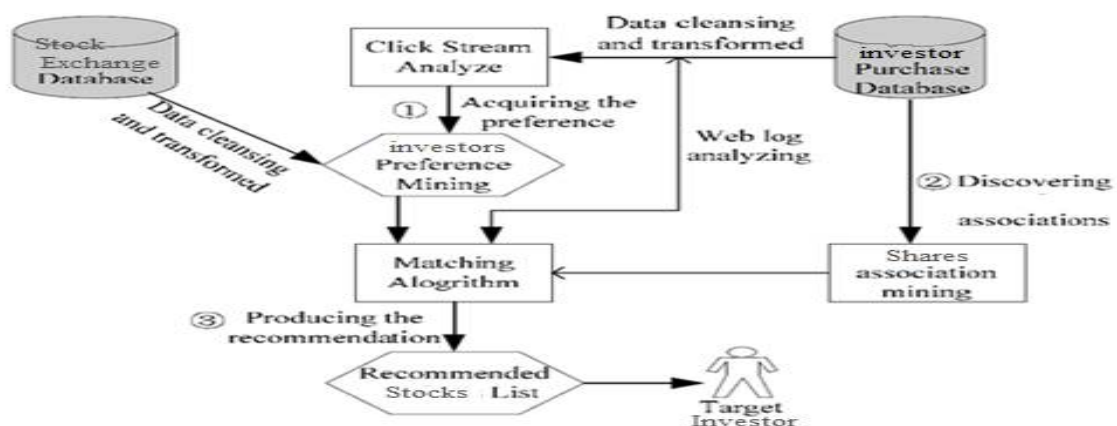 Stock
Exchange
Database
Click Stream
Analyze
Data cleansing
and transformed
investor
Purchase
Database
①
Acquiring the
preference
Data cleansing
and transformed
investors
Preference
Mining
Web log
analyzing
② Discovering
associations
Matching
Alogrithm
Shares
association
mining
③ Producing the
recommendation
Recommended
Stocks List
Target
Investor